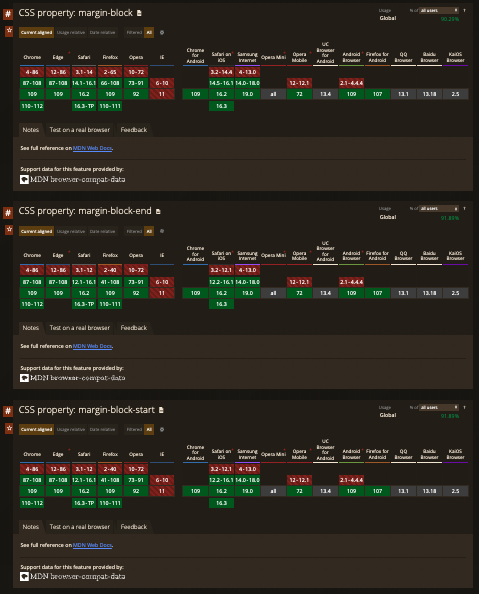 # CSS property: margin-block
Usage % of all users ?
Global 90.29%
Current aligned Usage relative Date relative Filtered All
Chrome Edge Safari Firefox Opera IE Chrome for Android Safari on iOS Samsung Internet Opera Mini Opera Mobile UC Browser for Android Android Browser Firefox for Android QQ Browser Baidu Browser KaiOS Browser
4-86 12-86 3.1-14 2-65 10-72 3.2-14.4 4-13.0
87-108 87-108 14.1-16.1 66-108 73-91 6-10 14.5-16.1 14.0-18.0 12-12.1 2.1-4.4.4
109 109 16.2 109 92 11 109 16.2 19.0 all 72 13.4 109 109 13.1 13.18 2.5
110-112 16.3-TP 110-111 16.3
Notes Test on a real browser Feedback
See full reference on MDN Web Docs.
Support data for this feature provided by:
MDN browser-compat-data
# CSS property: margin-block-end
Usage % of all users ?
Global 91.89%
Current aligned Usage relative Date relative Filtered All
Chrome Edge Safari Firefox Opera IE Chrome for Android Safari on iOS Samsung Internet Opera Mini Opera Mobile UC Browser for Android Android Browser Firefox for Android QQ Browser Baidu Browser KaiOS Browser
4-86 12-86 3.1-12 2-40 10-72 3.2-12.1 4-13.0
87-108 87-108 12.1-16.1 41-108 73-91 6-10 12.2-16.1 14.0-18.0 12-12.1 2.1-4.4.4
109 109 16.2 109 92 11 109 16.2 19.0 all 72 13.4 109 107 13.1 13.18 2.5
110-112 16.3-TP 110-111 16.3
Notes Test on a real browser Feedback
See full reference on MDN Web Docs.
Support data for this feature provided by:
MDN browser-compat-data
# CSS property: margin-block-start
Usage % of all users ?
Global 91.89%
Current aligned Usage relative Date relative Filtered All
Chrome Edge Safari Firefox Opera IE Chrome for Android Safari on iOS Samsung Internet Opera Mini Opera Mobile UC Browser for Android Android Browser Firefox for Android QQ Browser Baidu Browser KaiOS Browser
4-86 12-86 3.1-12 2-40 10-72 3.2-12.1 4-13.0
87-108 87-108 12.1-16.1 41-108 73-91 6-10 12.2-16.1 14.0-18.0 12-12.1 2.1-4.4.4
109 109 16.2 109 92 11 109 16.2 19.0 all 72 13.4 109 107 13.1 13.18 2.5
110-112 16.3-TP 110-111 16.3
Notes Test on a real browser Feedback
See full reference on MDN Web Docs.
Support data for this feature provided by:
MDN browser-compat-data